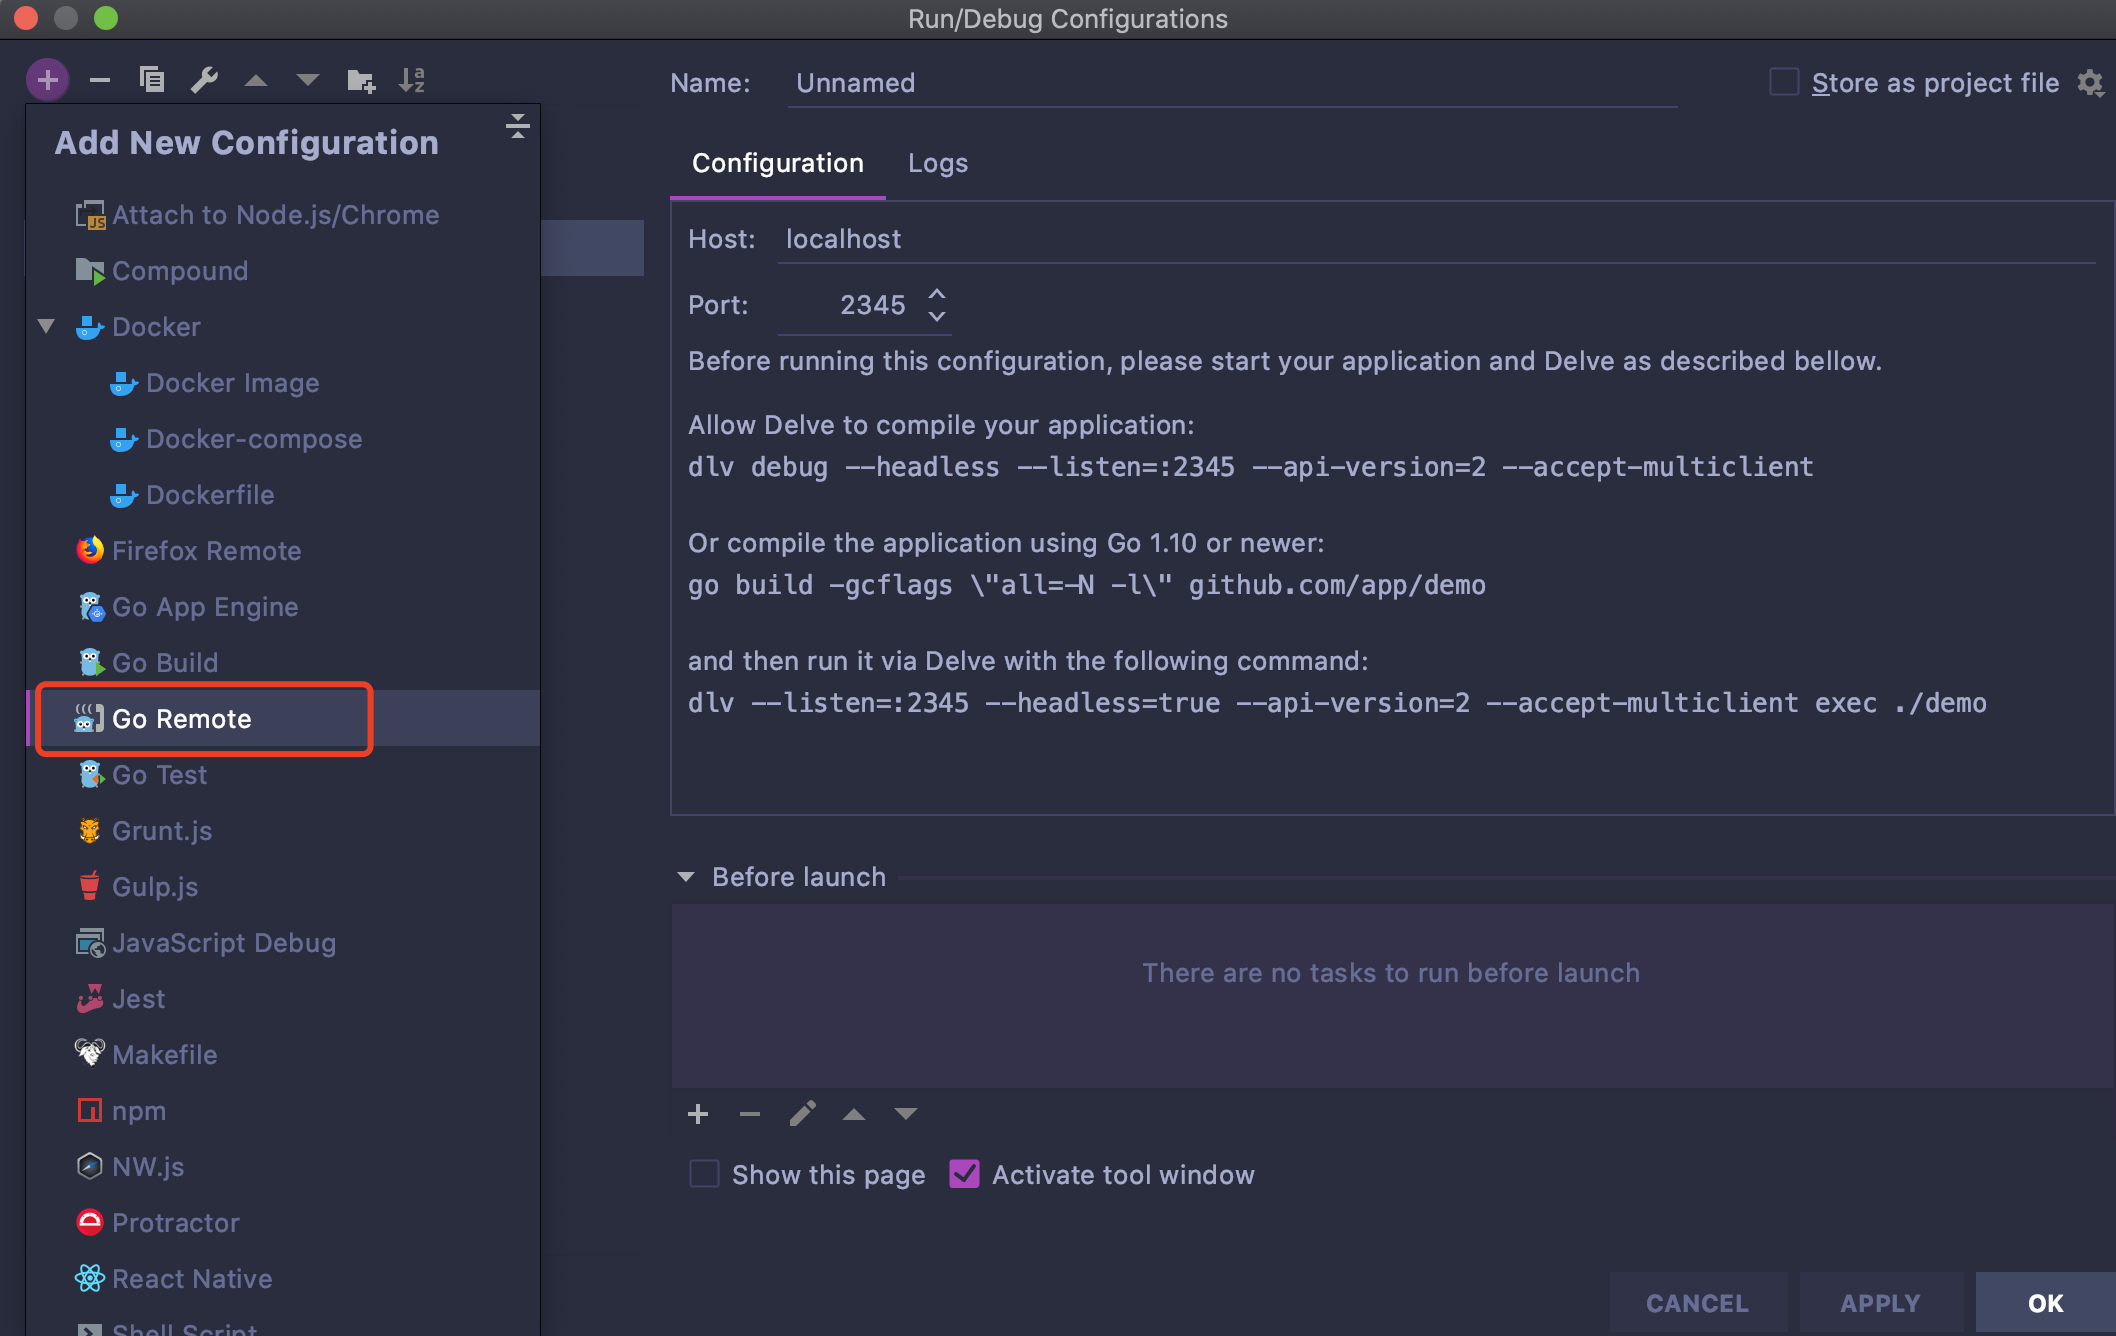 Run/Debug Configurations
Add New Configuration
Attach to Node.js/Chrome
Compound
Docker
Docker Image
Docker-compose
Dockerfile
Firefox Remote
Go App Engine
Go Build
Go Remote
Go Test
Grunt.js
Gulp.js
JavaScript Debug
Jest
Makefile
npm
NW.js
Protractor
React Native
Shell Script
Name: Unnamed
Store as project file
Configuration Logs
Host: localhost
Port: 2345
Before running this configuration, please start your application and Delve as described bellow.
Allow Delve to compile your application:
dlv debug --headless --listen=:2345 --api-version=2 --accept-multiclient
Or compile the application using Go 1.10 or newer:
go build -gcflags \"all=-N -l\" github.com/app/demo
and then run it via Delve with the following command:
dlv --listen=:2345 --headless=true --api-version=2 --accept-multiclient exec ./demo
Before launch
There are no tasks to run before launch
Show this page Activate tool window
CANCEL APPLY OK